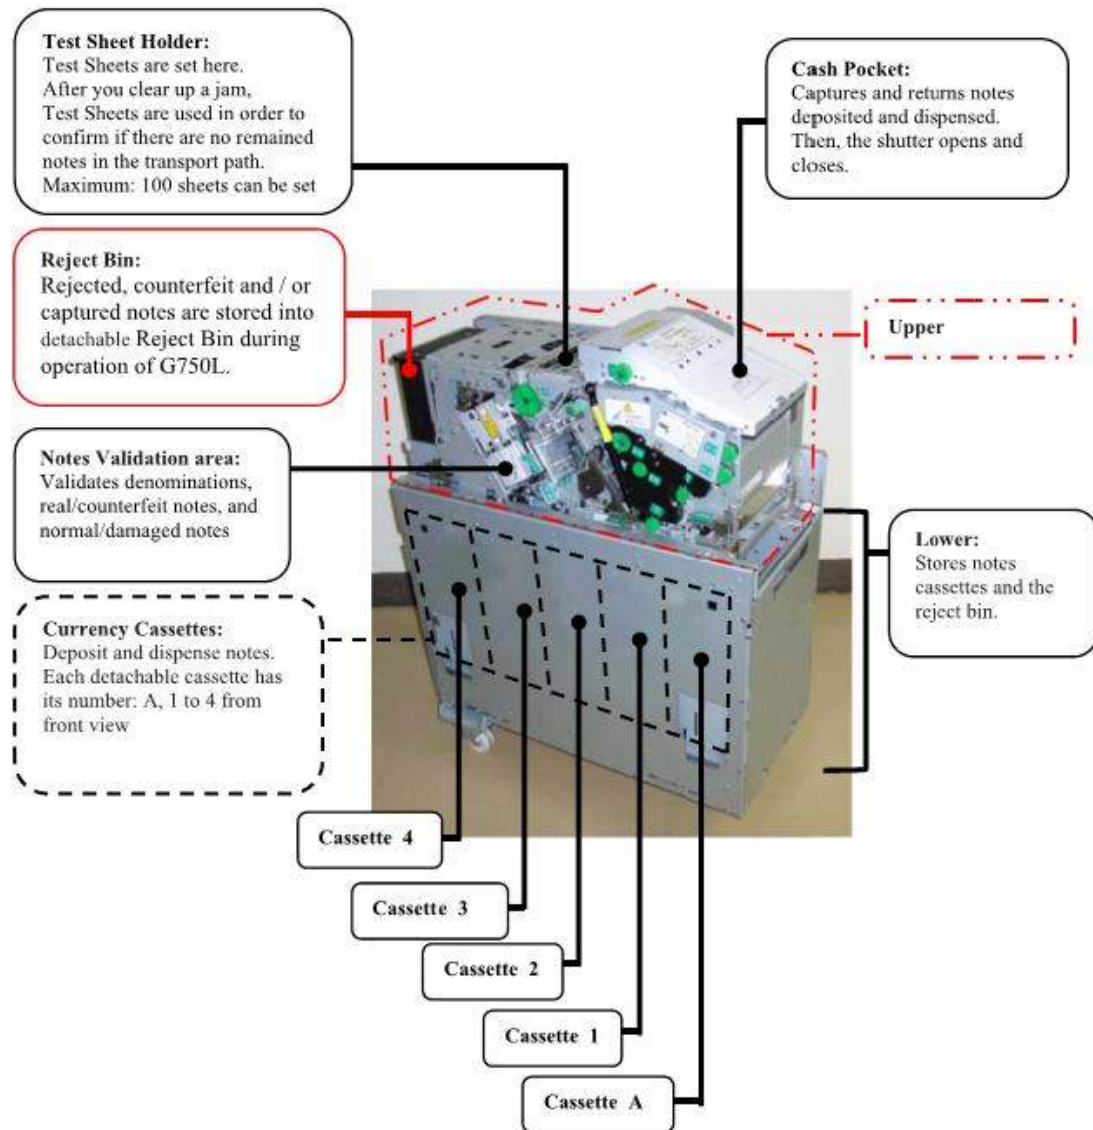 Test Sheet Holder:
Test Sheets are set here.
After you clear up a jam,
Test Sheets are used in order to
confirm if there are no remained
notes in the transport path.
Maximum: 100 sheets can be set
Cash Pocket:
Captures and returns notes
deposited and dispensed.
Then, the shutter opens and
closes.
Reject Bin:
Rejected, counterfeit and / or
captured notes are stored into
detachable Reject Bin during
operation of G750L.
Upper
Notes Validation area:
Validates denominations,
real/counterfeit notes, and
normal/damaged notes
Lower:
Stores notes
cassettes and the
reject bin.
Currency Cassettes:
Deposit and dispense notes.
Each detachable cassette has
its number: A, 1 to 4 from
front view
Cassette 4
Cassette 3
Cassette 2
Cassette 1
Cassette A